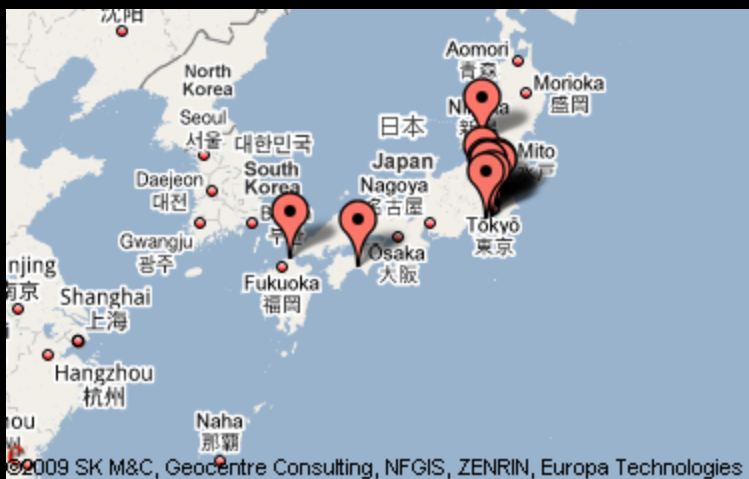 沈阳
Aomori
青森
North
Korea
Morioka
盛岡
Seoul
서울
대한민국
日本
Mito
South
Korea
Japan
Daejeon
대전
Nagoya
名古屋
Gwangju
광주
Tōkyō
東京
Ōsaka
大阪
Fukuoka
福岡
Shanghai
上海
Hangzhou
杭州
Naha
那覇
©2009 SK M&C, Geocentre Consulting, NFGIS, ZENRIN, Europa Technologies